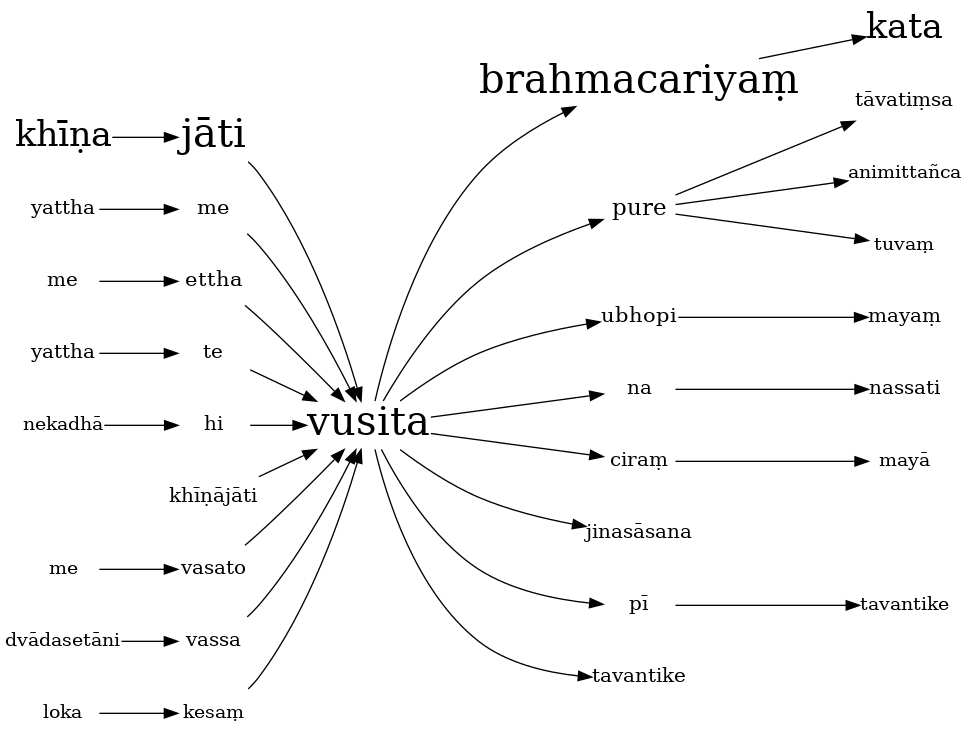 kata
brahmacariyaṃ
tāvatiṃsa
khīṇa jāti
animittañca
yattha me
pure
tuvaṃ
me ettha
ubhopi mayaṃ
yattha te
na nassati
nekadhā hi
vusita
ciraṃ mayā
khīṇājāti
jinasāsana
me vasato
pī tavantike
dvādasetāni vassa
tavantike
loka kesaṃ